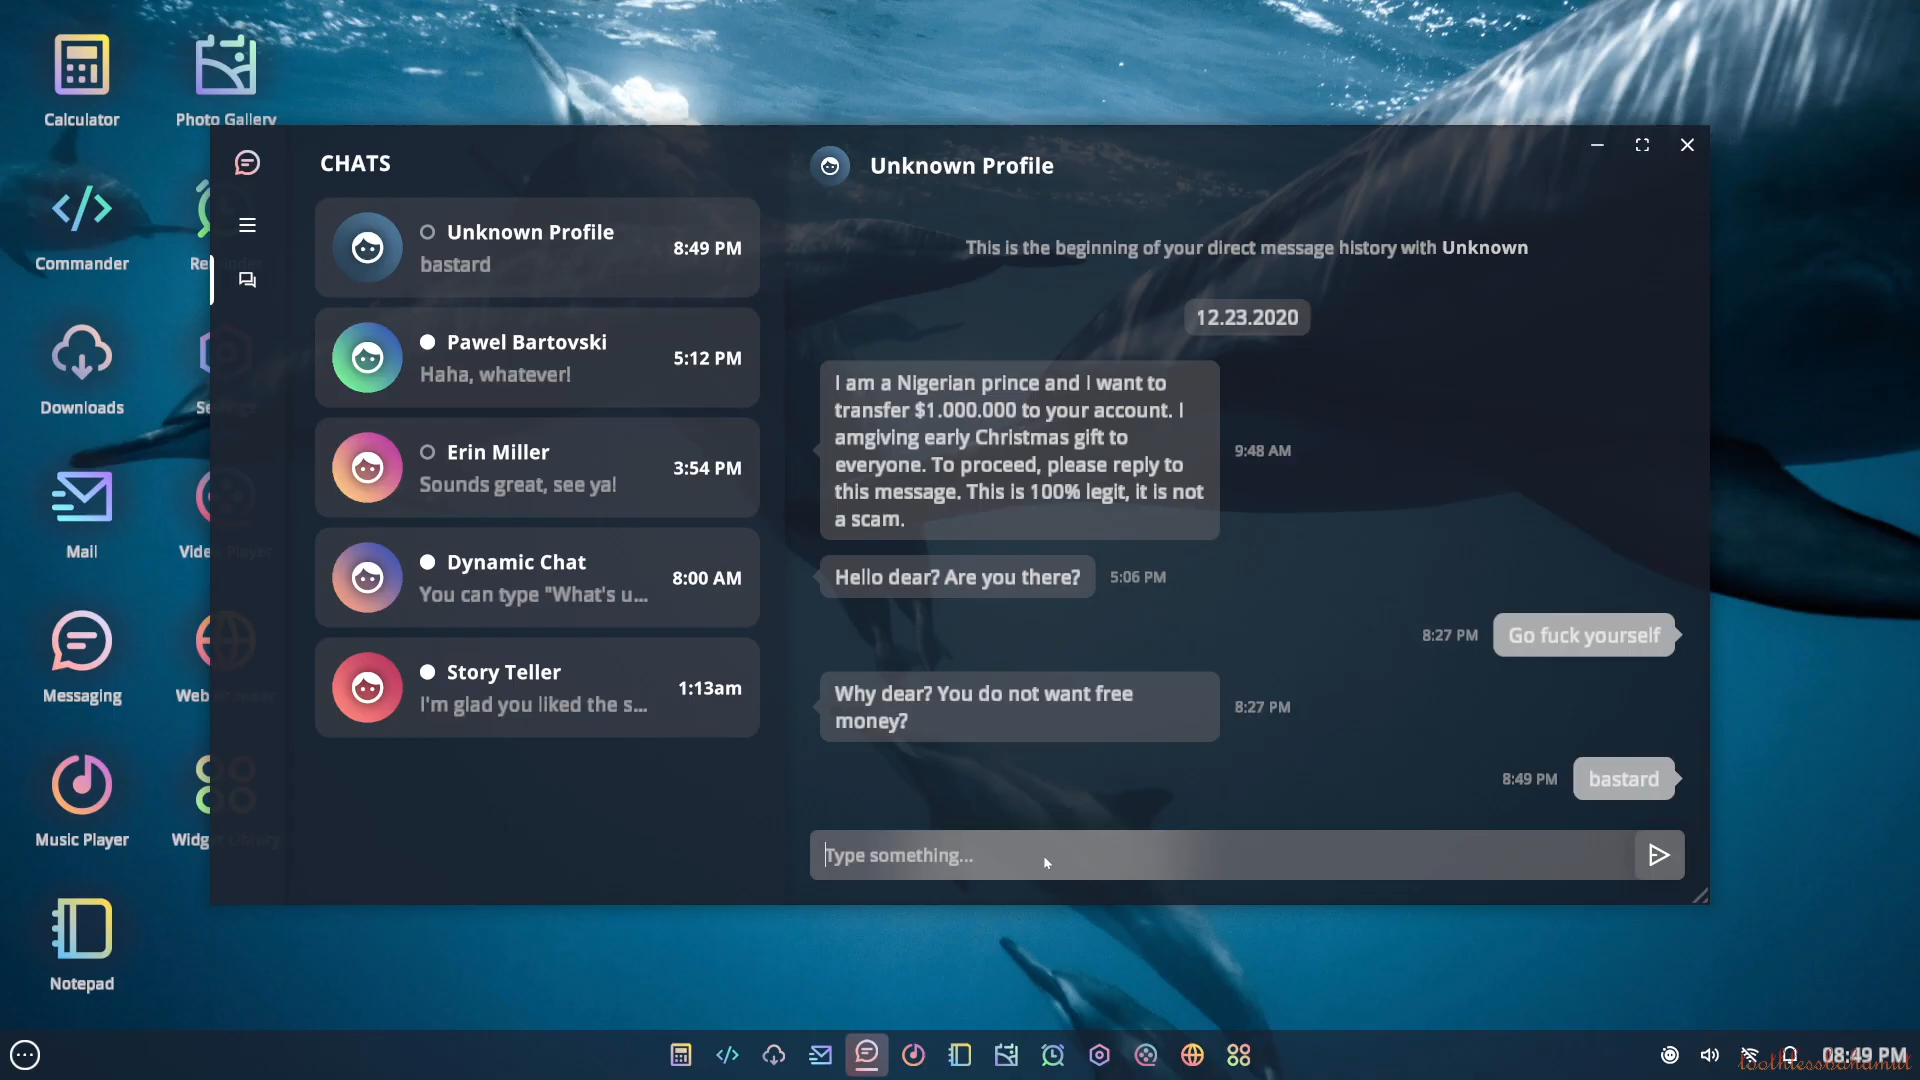 Calculator
Photo Gallery
Commander
Downloads
Mail
Messaging
Music Player
Notepad
CHATS
Unknown Profile
bastard
8:49 PM
Pawel Bartovski
Haha, whatever!
5:12 PM
Erin Miller
Sounds great, see ya!
3:54 PM
Dynamic Chat
You can type "What's u...
8:00 AM
Story Teller
I'm glad you liked the s...
1:13am
Unknown Profile
This is the beginning of your direct message history with Unknown
12.23.2020
I am a Nigerian prince and I want to
transfer $1.000.000 to your account. I
amgiving early Christmas gift to
everyone. To proceed, please reply to
this message. This is 100% legit, it is not
a scam.
9:48 AM
Hello dear? Are you there?
5:06 PM
8:27 PM
Go fuck yourself
Why dear? You do not want free
money?
8:27 PM
8:49 PM
bastard
Type something...
08:49 PM
toothlessbahamut